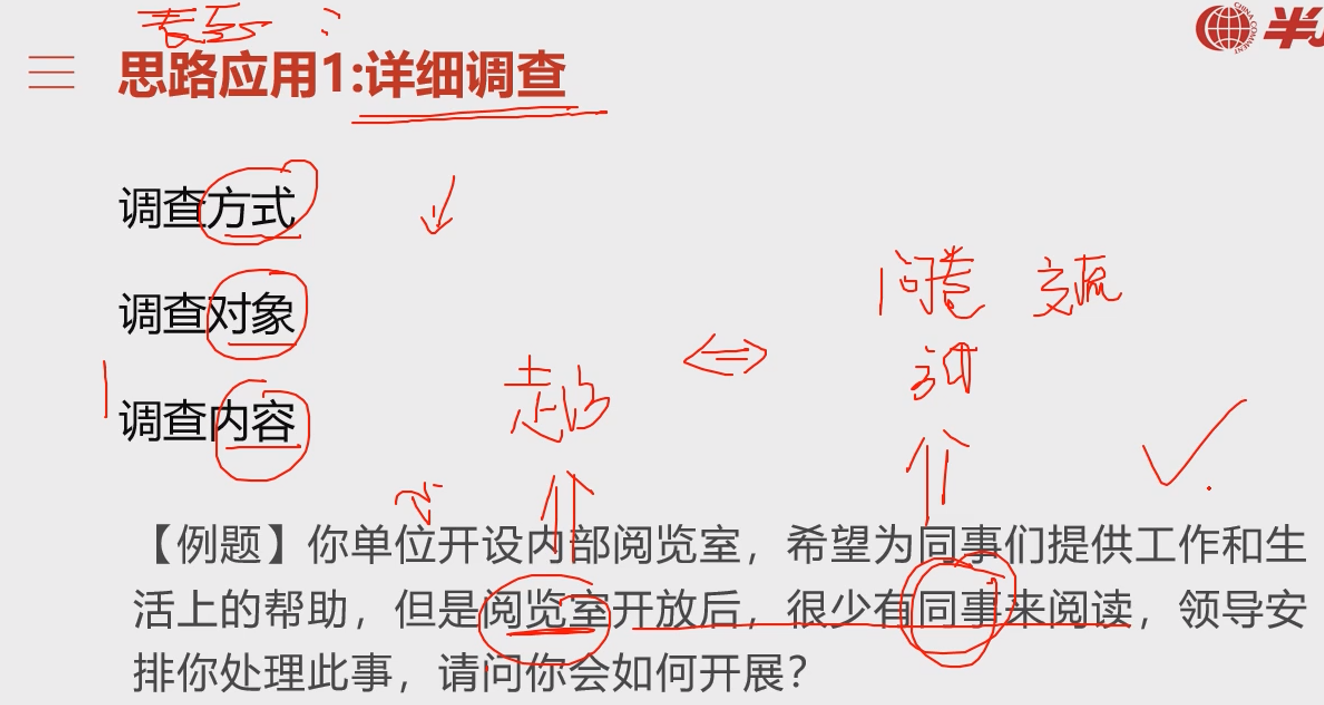 思路应用1:详细调查
CHINA COMMENT
半
调查方式
调查对象
问卷 交流
调查内容
走访
【例题】你单位开设内部阅览室，希望为同事们提供工作和生
活上的帮助，但是阅览室开放后，很少有同事来阅读，领导安
排你处理此事，请问你会如何开展？